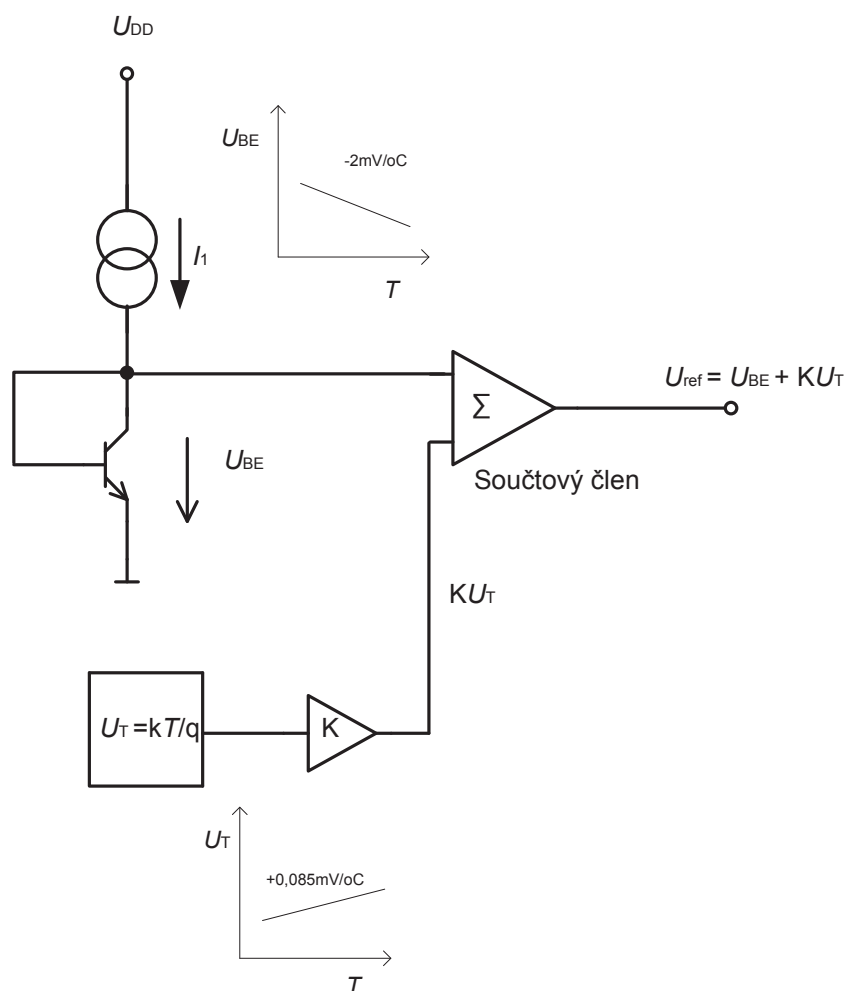 UDD
UBE
-2mV/oC
I1
T
Uref = UBE + KUT
Σ
UBE
Součtový člen
KUT
UT =kT/q
K
UT
+0,085mV/oC
T